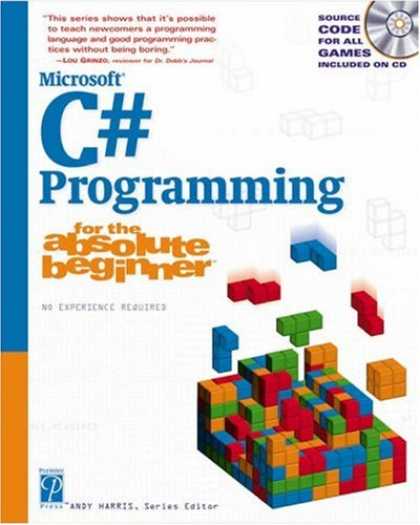 "This series shows that it's possible
to teach newcomers a programming
language and good programming prac-
tices without being boring."
—LOU GRINZO, reviewer for Dr. Dobb's Journal
SOURCE
CODE
FOR ALL
GAMES
INCLUDED ON CD
Microsoft®
C#
Programming
for the
absolute
beginner™
NO EXPERIENCE REQUIRED
Premier
P
Press™
ANDY HARRIS, Series Editor